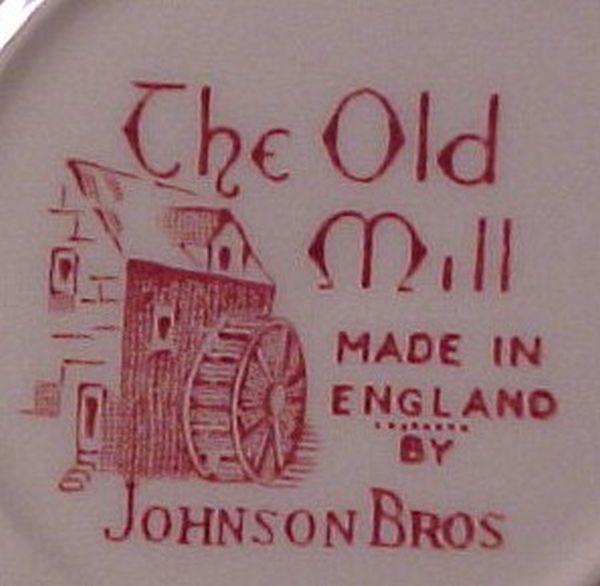 The Old
Mill
MADE IN
ENGLAND
BY
JOHNSON BROS